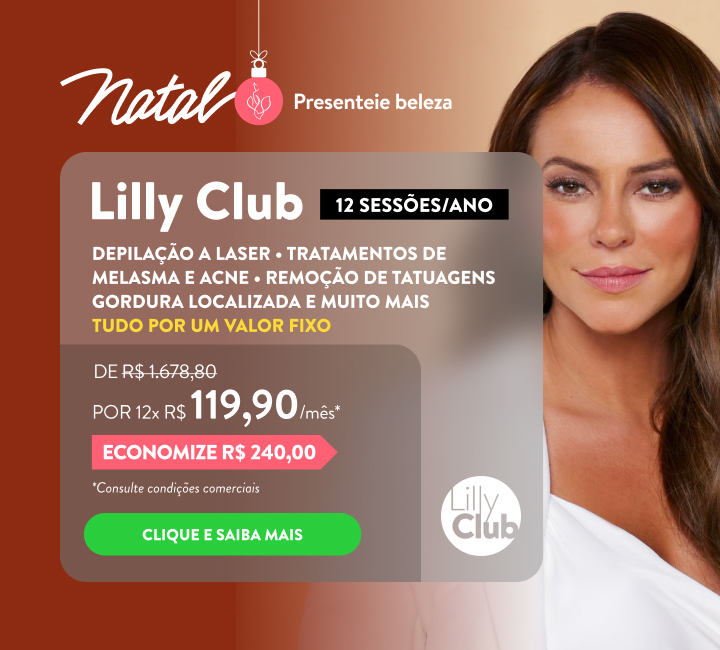 Natal
Presenteie beleza
Lilly Club
12 SESSÕES/ANO
DEPILAÇÃO A LASER • TRATAMENTOS DE
MELASMA E ACNE • REMOÇÃO DE TATUAGENS
GORDURA LOCALIZADA E MUITO MAIS
TUDO POR UM VALOR FIXO
DE R$ 1.678,80
POR 12x R$ 119,90/mês*
ECONOMIZE R$ 240,00
*Consulte condições comerciais
CLIQUE E SAIBA MAIS
Lilly
Club